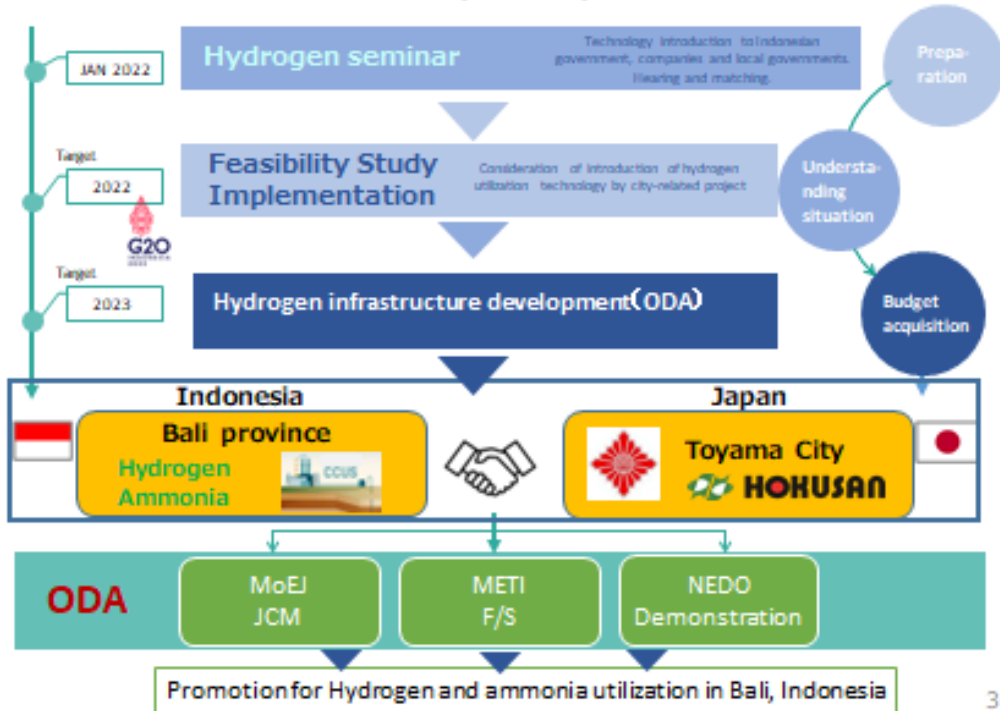 JAN 2022
Hydrogen seminar
Technology introduction to Indonesian
government, companies and local governments.
Hearing and matching.
Prepa-
ration
Target
2022
G20
Feasibility Study
Implementation
Consideration of introduction of hydrogen
utilization technology by city-related project
Understa-
nding
situation
Target
2023
Hydrogen infrastructure development(ODA)
Budget
acquisition
Indonesia
Japan
Bali province
Hydrogen
Ammonia
CCUS
Toyama City
HOKUSAN
ODA
MoEJ
JCM
METI
F/S
NEDO
Demonstration
Promotion for Hydrogen and ammonia utilization in Bali, Indonesia
3